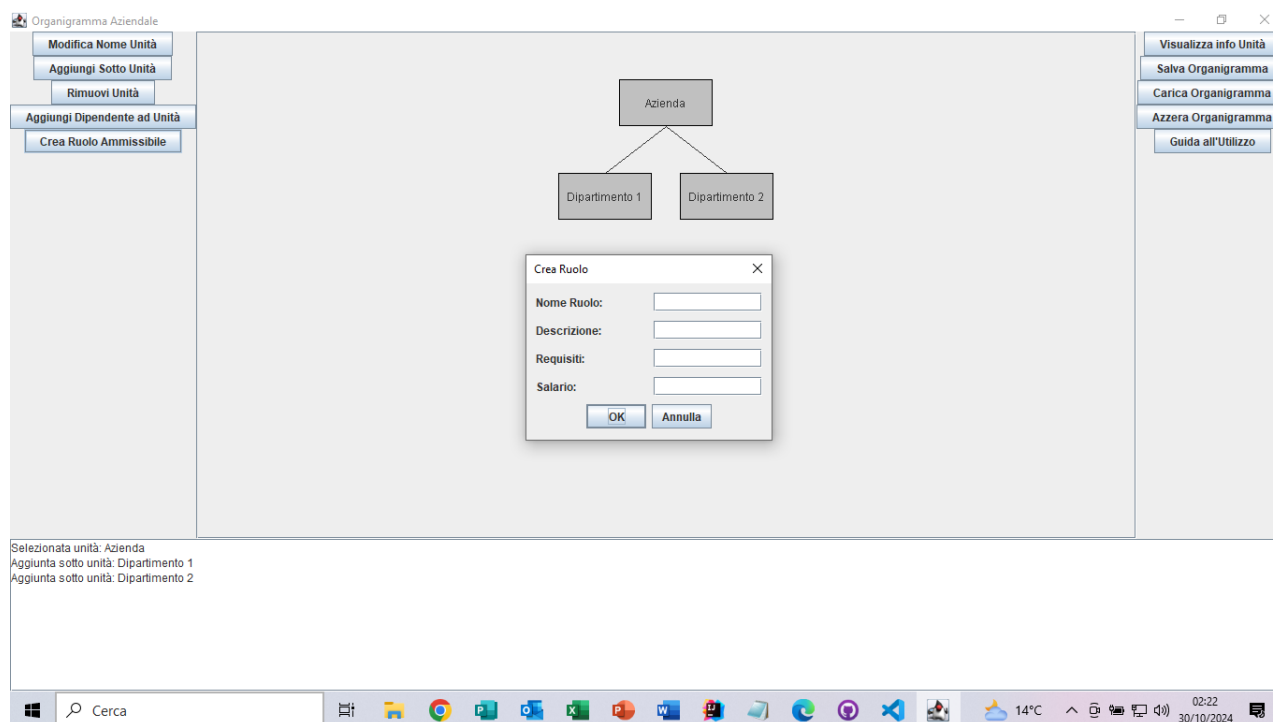 Organigramma Aziendale
Modifica Nome Unità
Aggiungi Sotto Unità
Rimuovi Unità
Aggiungi Dipendente ad Unità
Crea Ruolo Ammissibile
Visualizza info Unità
Salva Organigramma
Carica Organigramma
Azzera Organigramma
Guida all'Utilizzo
Azienda
Dipartimento 1
Dipartimento 2
Crea Ruolo
Nome Ruolo:
Descrizione:
Requisiti:
Salario:
OK
Annulla
Selezionata unità: Azienda
Aggiunta sotto unità: Dipartimento 1
Aggiunta sotto unità: Dipartimento 2
Cerca
14°C
02:22
30/10/2024